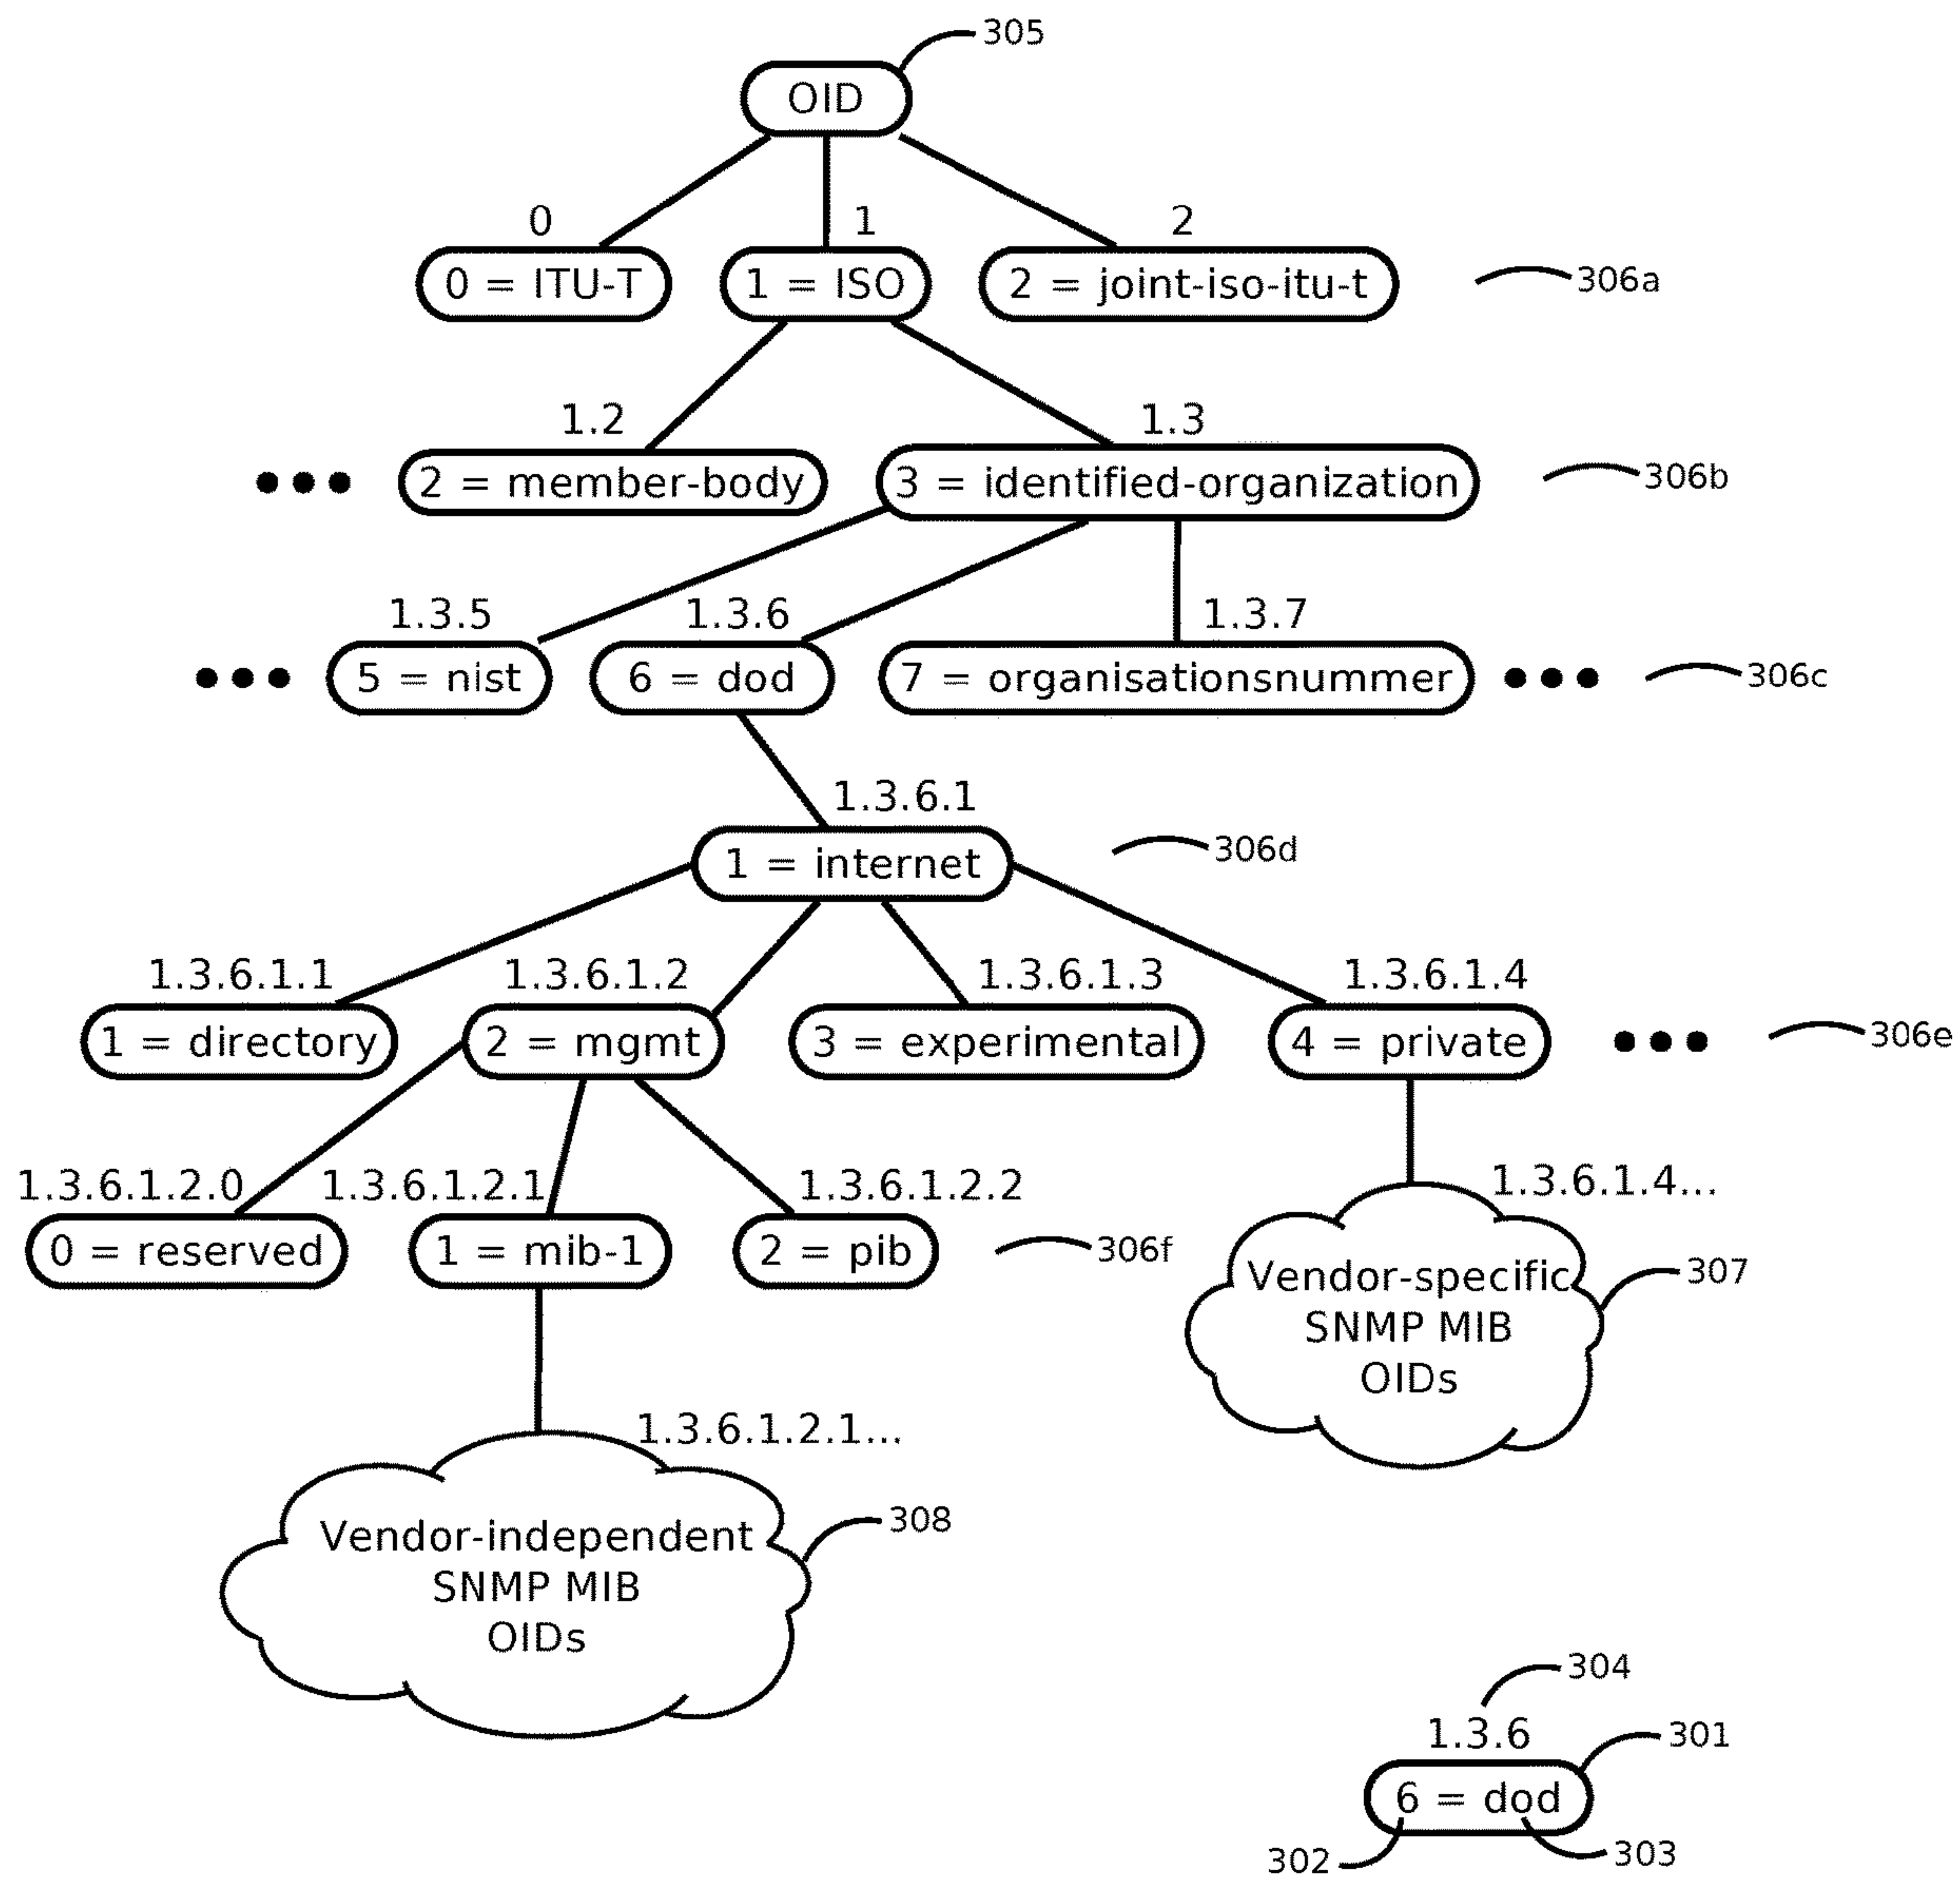 305
OID
0 1 2
0 = ITU-T 1 = ISO 2 = joint-iso-itu-t 306a
1.2 1.3
2 = member-body 3 = identified-organization 306b
1.3.5 1.3.6 1.3.7
5 = nist 6 = dod 7 = organisationsnummer 306c
1.3.6.1
1 = internet 306d
1.3.6.1.1 1.3.6.1.2 1.3.6.1.3 1.3.6.1.4
1 = directory 2 = mgmt 3 = experimental 4 = private 306e
1.3.6.1.2.0 1.3.6.1.2.1 1.3.6.1.2.2 1.3.6.1.4...
0 = reserved 1 = mib-1 2 = pib 306f
Vendor-specific 307
SNMP MIB
OIDs
1.3.6.1.2.1...
Vendor-independent 308
SNMP MIB
OIDs
304
1.3.6 301
6 = dod
302 303